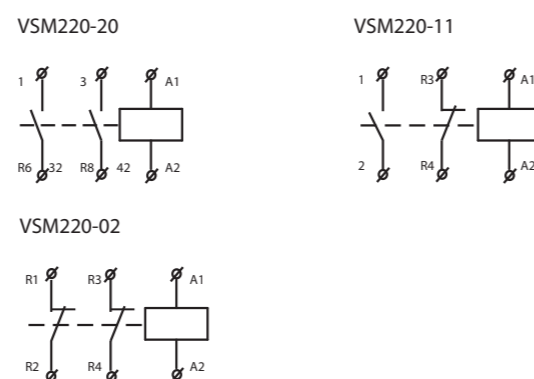 VSM220-20
1 3 A1
R6 32 R8 42 A2
VSM220-11
1 R3 A1
2 R4 A2
VSM220-02
R1 R3 A1
R2 R4 A2